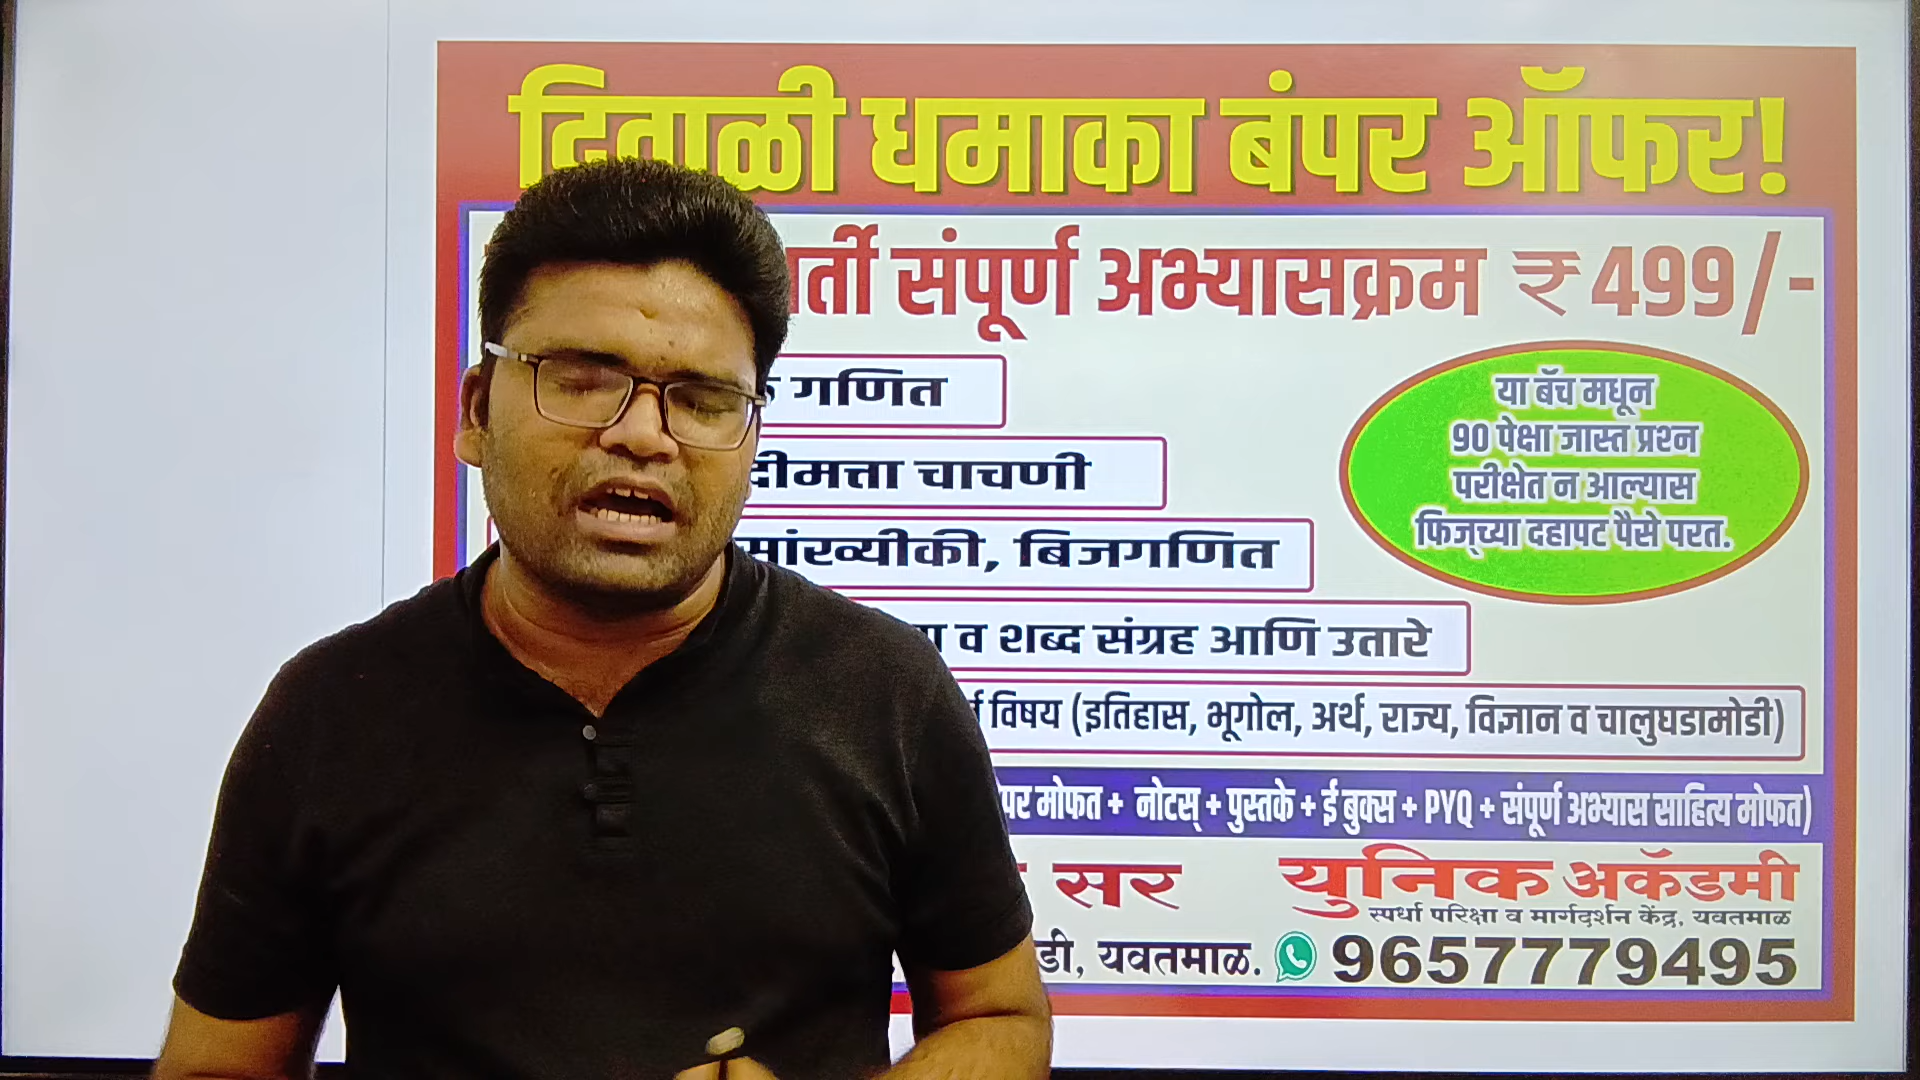 दिवाळी धमाका बंपर ऑफर!
संपूर्ण अभ्यासक्रम ₹499/-
गणित
या बॅच मधून
90 पेक्षा जास्त प्रश्न
परीक्षेत न आल्यास
फिज्च्या दहापट पैसे परत.
चाचणी
सांख्यीकी, बिजगणित
व शब्द संग्रह आणि उतारे
विषय (इतिहास, भूगोल, अर्थ, राज्य, विज्ञान व चालुघडामोडी)
मोफत + नोटस् + पुस्तके + ई बुक्स + PYQ + संपूर्ण अभ्यास साहित्य मोफत)
सर
युनिक अकॅडमी
स्पर्धा परिक्षा व मार्गदर्शन केंद्र, यवतमाळ
यवतमाळ. 9657779495